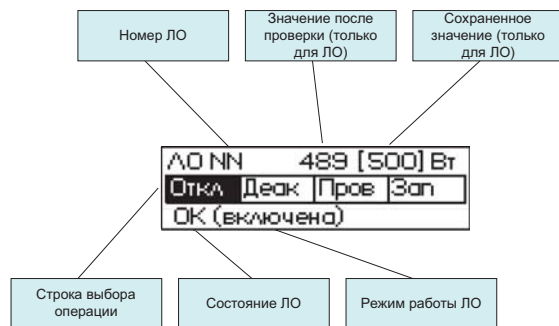 Номер ЛО
Значение после
проверки (только
для ЛО)
Сохраненное
значение (только
для ЛО)
ЛО NN 489 [500] Вт
Откл Деак Пров Зап
ОК (включена)
Строка выбора
операции
Состояние ЛО
Режим работы ЛО